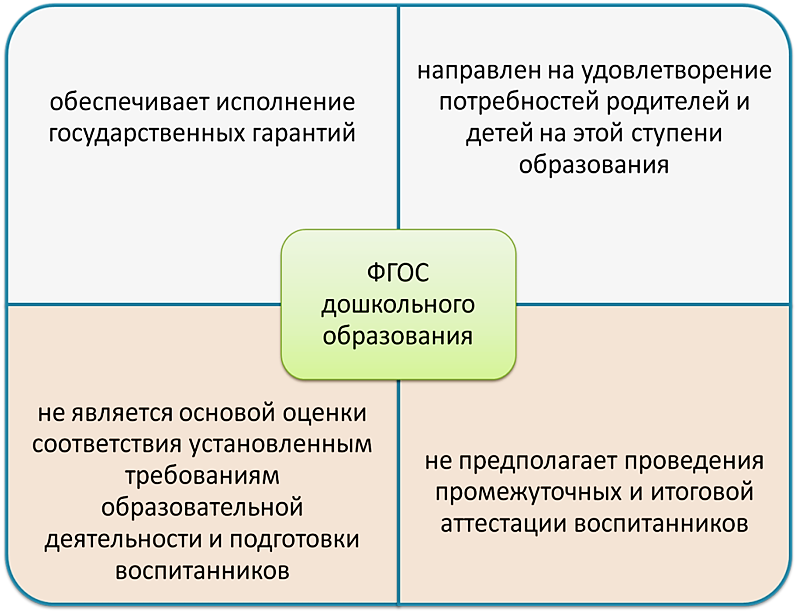 обеспечивает исполнение
государственных гарантий
направлен на удовлетворение
потребностей родителей и
детей на этой ступени
образования
ФГОС
дошкольного
образования
не является основой оценки
соответствия установленным
требованиям
образовательной
деятельности и подготовки
воспитанников
не предполагает проведения
промежуточных и итоговой
аттестации воспитанников